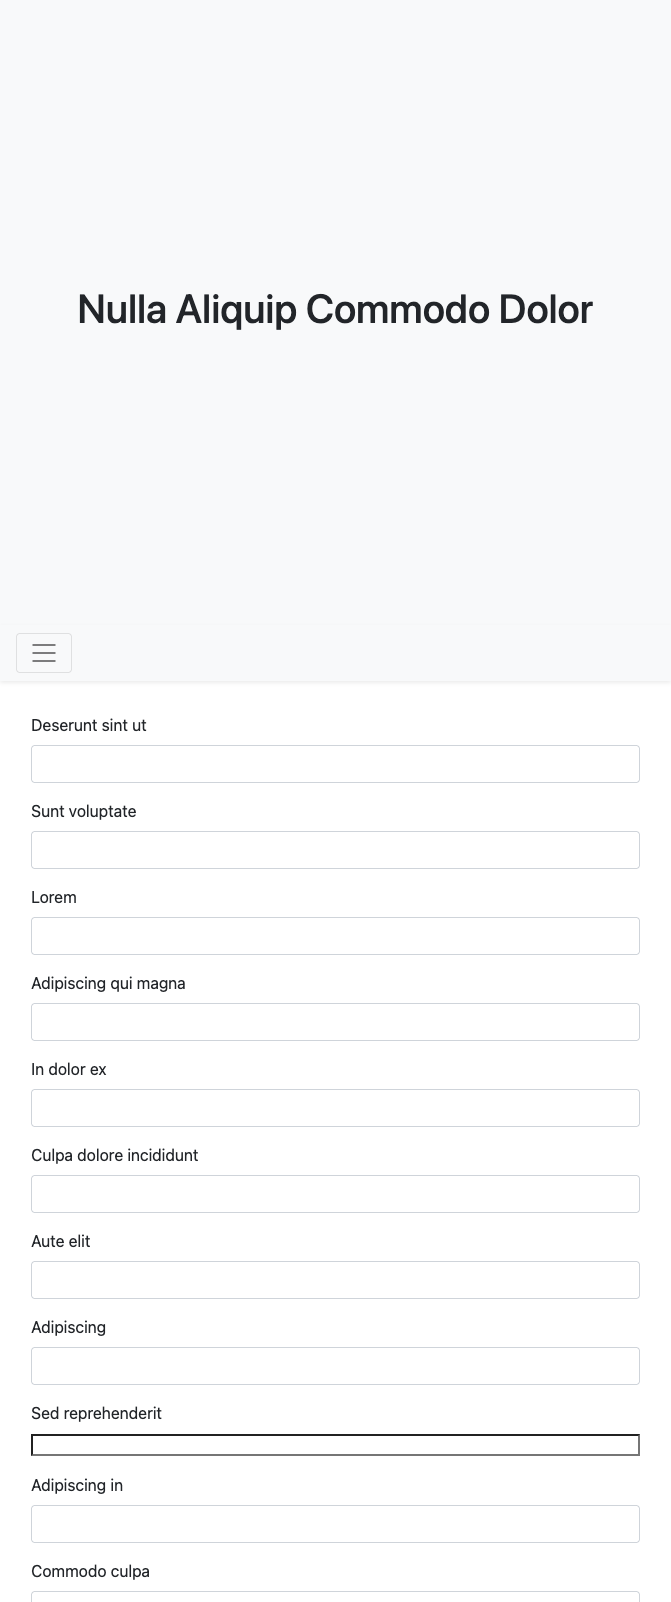 Nulla Aliquip Commodo Dolor
Deserunt sint ut
Sunt voluptate
Lorem
Adipiscing qui magna
In dolor ex
Culpa dolore incididunt
Aute elit
Adipiscing
Sed reprehenderit
Adipiscing in
Commodo culpa